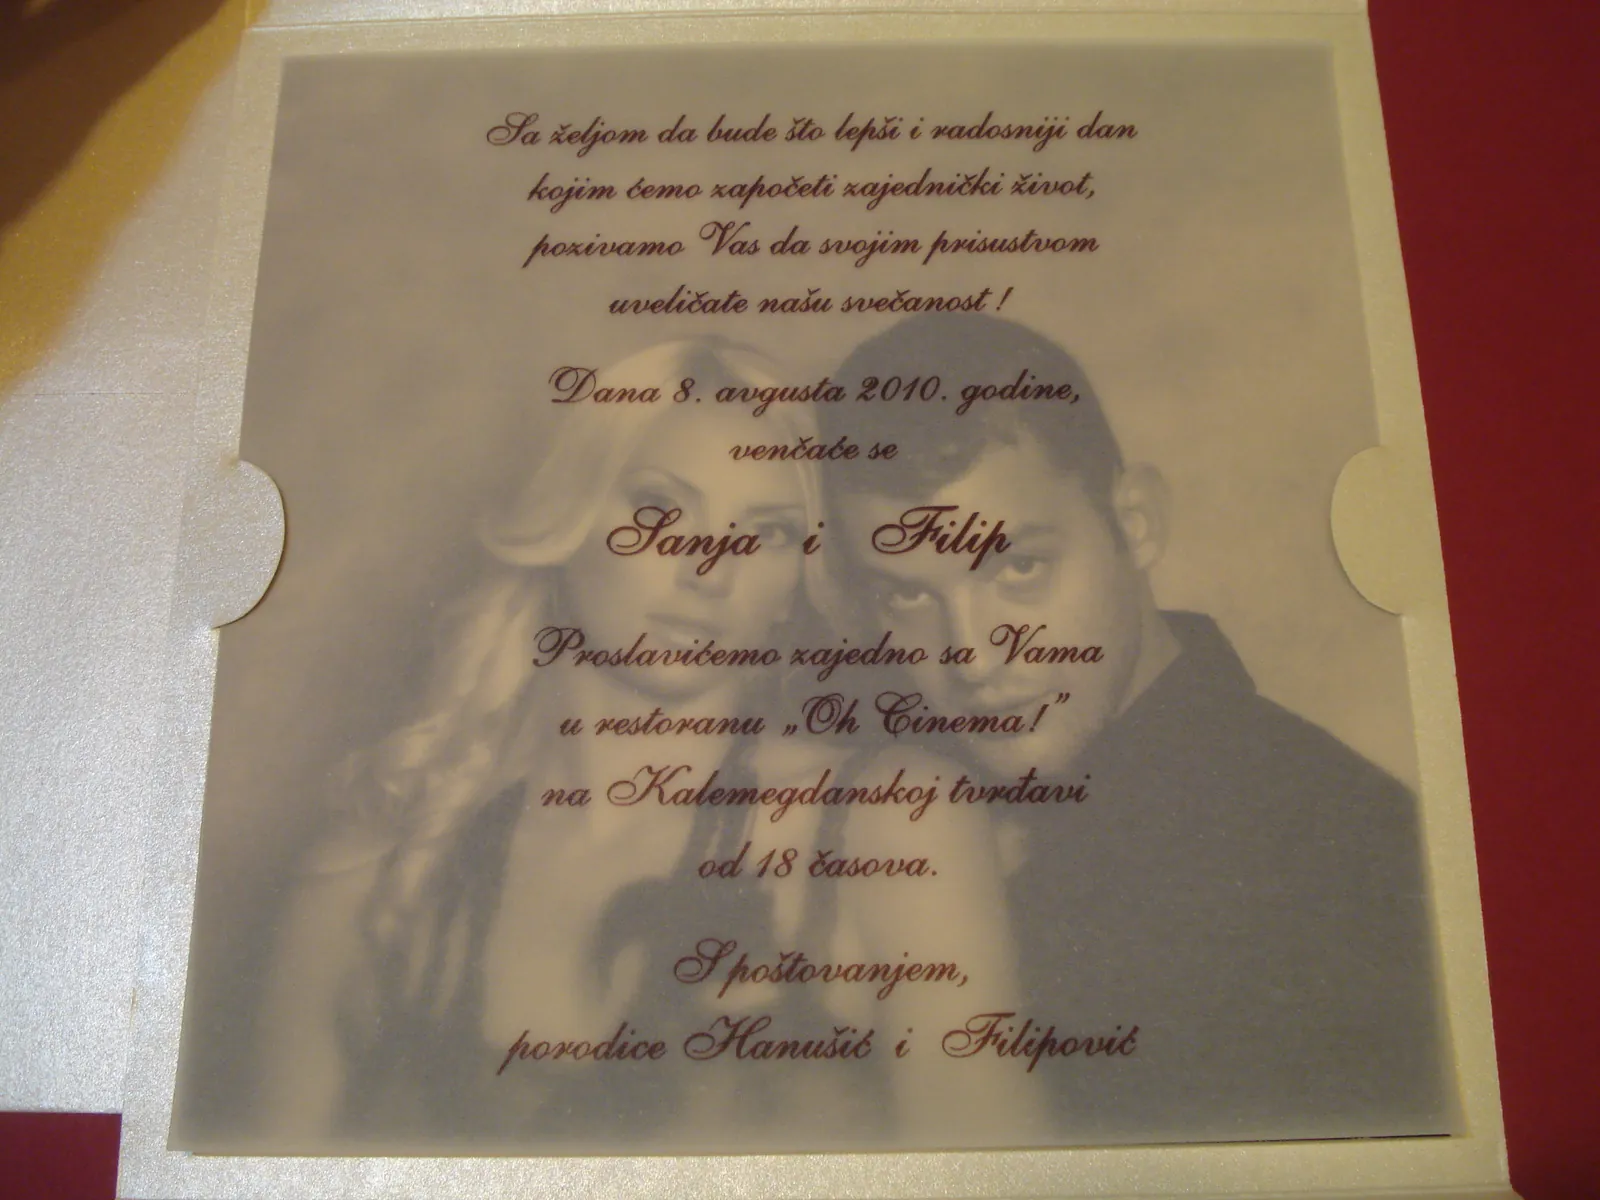 Sa željom da bude što lepši i radosniji dan
kojim ćemo započeti zajednički život,
pozivamo Vas da svojim prisustvom
uveličate našu svečanost !
Dana 8. avgusta 2010. godine,
venčaće se
Sanja i Filip
Proslavićemo zajedno sa Vama
u restoranu „Oh Cinema!”
na Kalemegdanskoj tvrđavi
od 18 časova.
S poštovanjem,
porodice Hanušić i Filipović